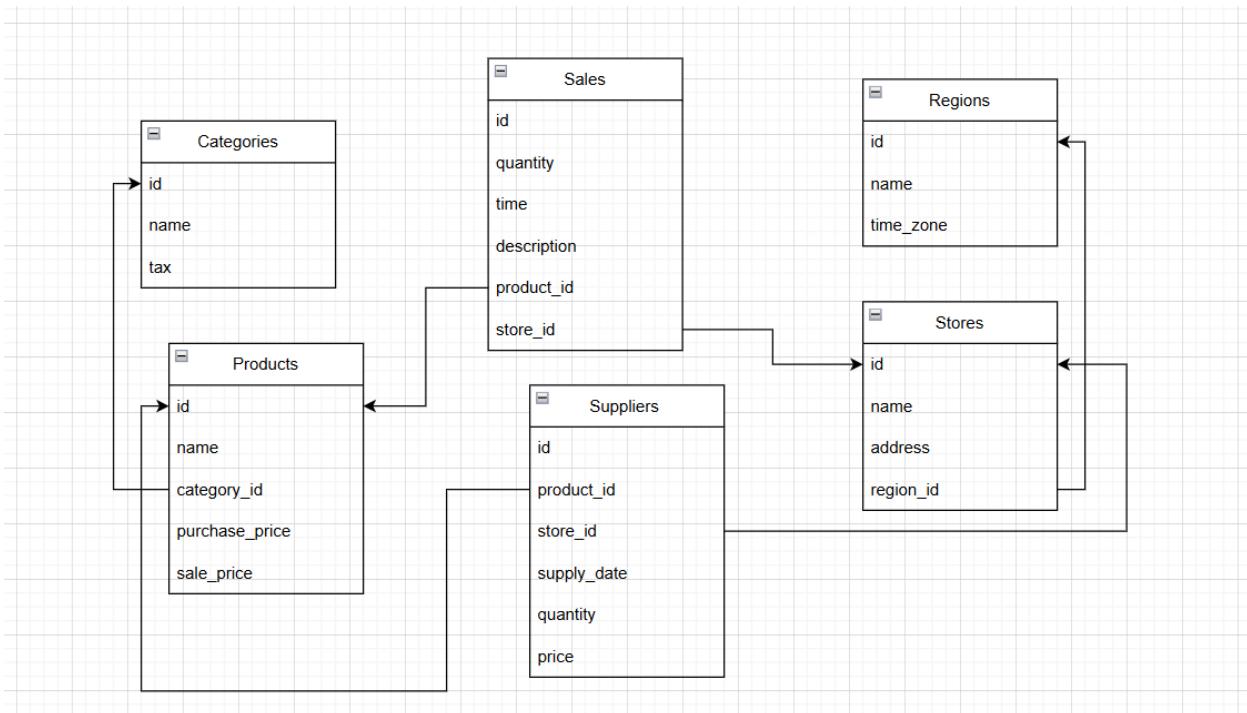 Sales
id
quantity
time
description
product_id
store_id
Regions
id
name
time_zone
Categories
id
name
tax
Stores
id
name
address
region_id
Products
id
name
category_id
purchase_price
sale_price
Suppliers
id
product_id
store_id
supply_date
quantity
price